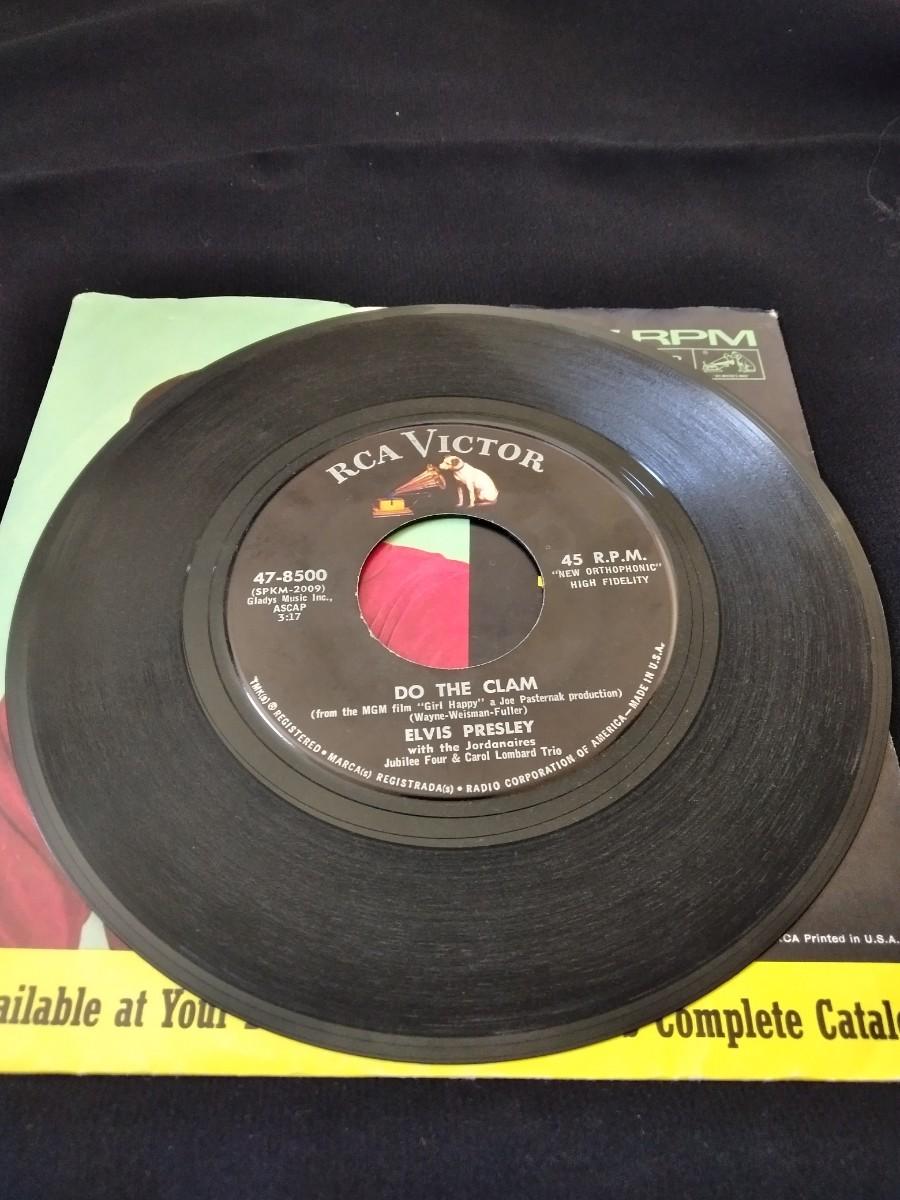 RPM
RCA VICTOR
47-8500
(SPKM-2009)
Gladys Music Inc.,
ASCAP
3:17
45 R.P.M.
"NEW ORTHOPHONIC"
HIGH FIDELITY
DO THE CLAM
(from the MGM film "Girl Happy" a Joe Pasternak production)
(Wayne-Weisman-Fuller)
ELVIS PRESLEY
with the Jordanaires
Jubilee Four & Carol Lombard Trio
TMK(s) ® REGISTERED • MARCA(s) REGISTRADA(s) • RADIO CORPORATION OF AMERICA—MADE IN U.S.A.
CA Printed in U.S.A.
ailable at Your
Complete Catal